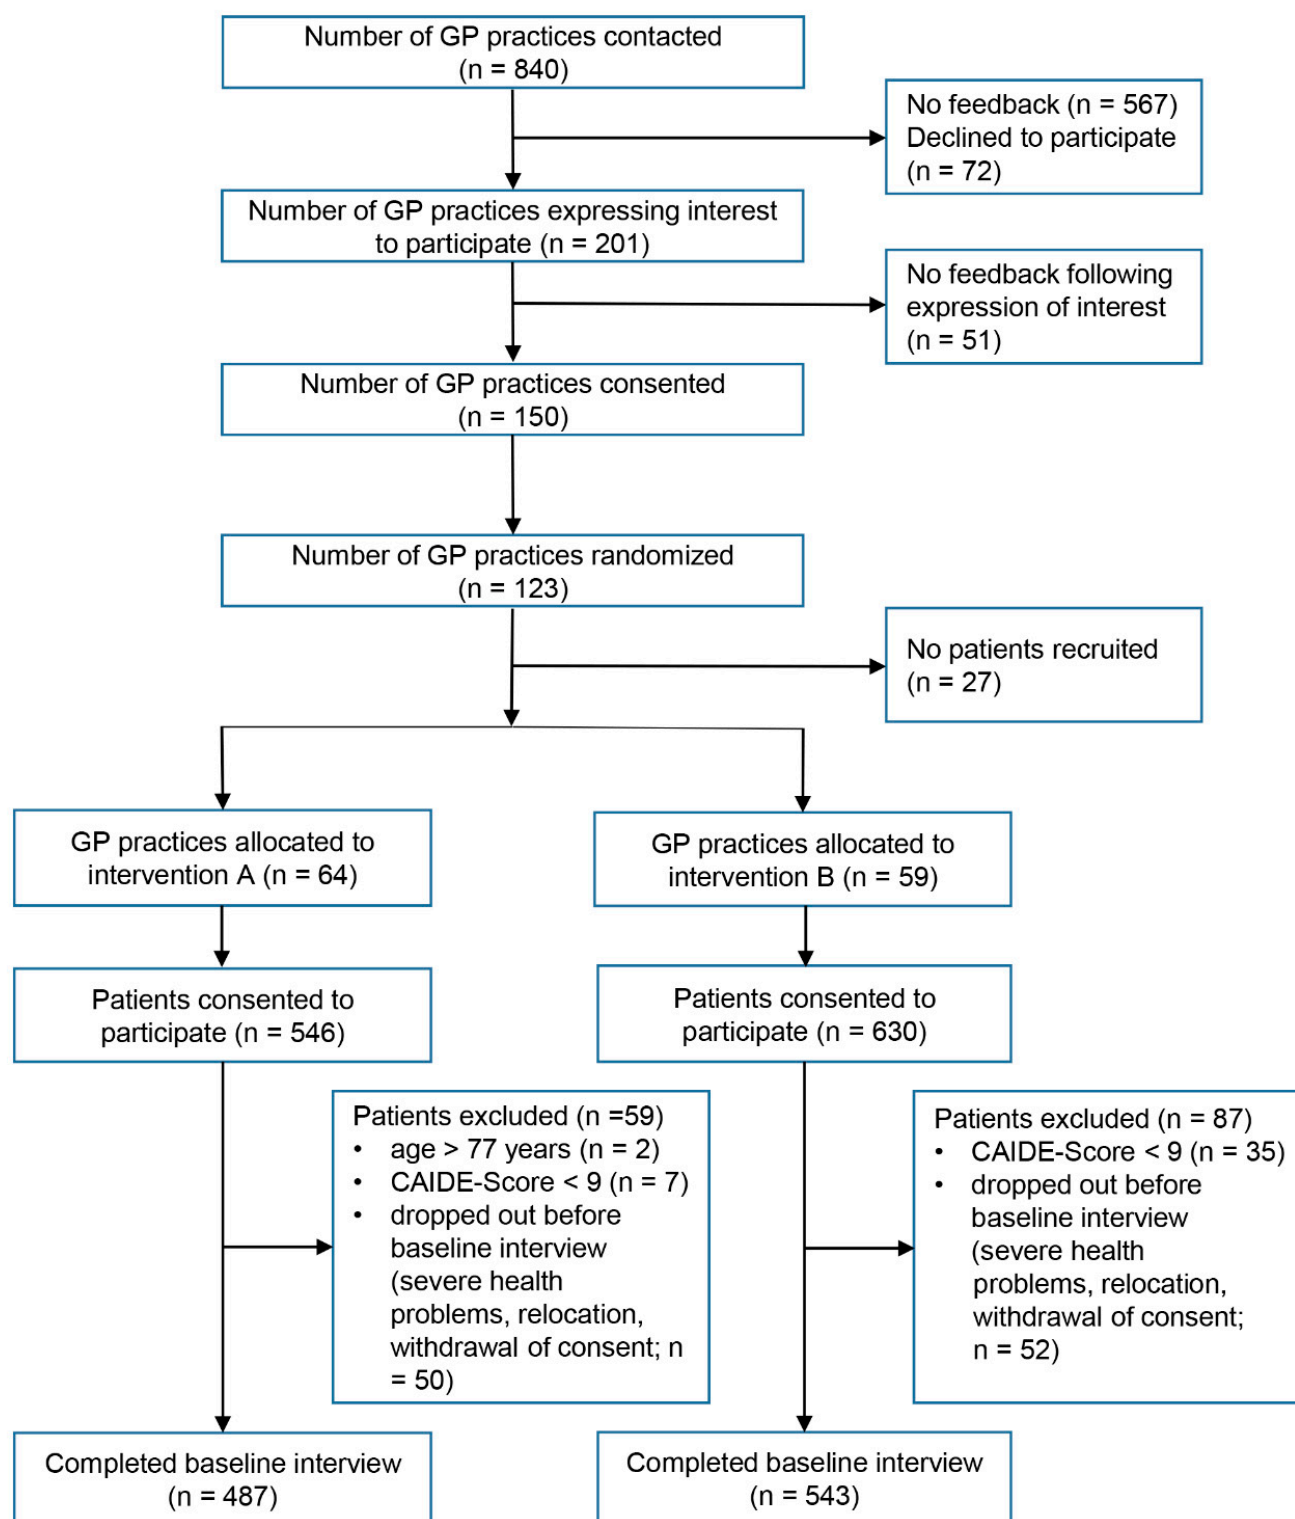 Number of GP practices contacted
(n = 840)
No feedback (n = 567)
Declined to participate
(n = 72)
Number of GP practices expressing interest
to participate (n = 201)
No feedback following
expression of interest
(n = 51)
Number of GP practices consented
(n = 150)
Number of GP practices randomized
(n = 123)
No patients recruited
(n = 27)
GP practices allocated to
intervention A (n = 64)
GP practices allocated to
intervention B (n = 59)
Patients consented to
participate (n = 546)
Patients consented to
participate (n = 630)
Patients excluded (n =59)
• age > 77 years (n = 2)
• CAIDE-Score < 9 (n = 7)
• dropped out before
baseline interview
(severe health
problems, relocation,
withdrawal of consent; n
= 50)
Patients excluded (n = 87)
• CAIDE-Score < 9 (n = 35)
• dropped out before
baseline interview
(severe health
problems, relocation,
withdrawal of consent;
n = 52)
Completed baseline interview
(n = 487)
Completed baseline interview
(n = 543)